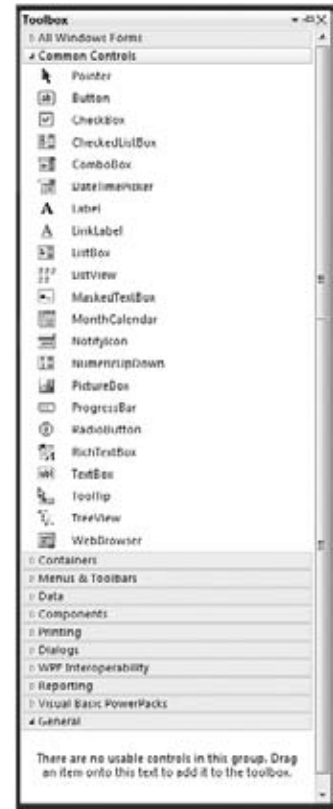 Toolbox
All Windows Forms
Common Controls
Pointer
Button
CheckBox
CheckedListBox
ComboBox
DateTimePicker
Label
LinkLabel
ListBox
ListView
MaskedTextBox
MonthCalendar
NotifyIcon
NumericUpDown
PictureBox
ProgressBar
RadioButton
RichTextBox
TextBox
ToolTip
TreeView
WebBrowser
Containers
Menus & Toolbars
Data
Components
Printing
Dialogs
WPF Interoperability
Reporting
Visual Basic PowerPacks
General
There are no usable controls in this group. Drag
an item onto this text to add it to the toolbox.